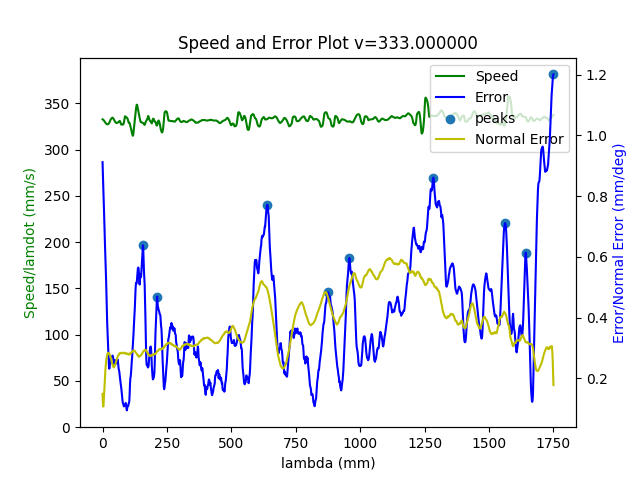 Speed and Error Plot v=333.000000
Speed
Error
peaks
Normal Error
Speed/lamdot (mm/s)
0
50
100
150
200
250
300
350
Error/Normal Error (mm/deg)
0.2
0.4
0.6
0.8
1.0
1.2
0 250 500 750 1000 1250 1500 1750
lambda (mm)